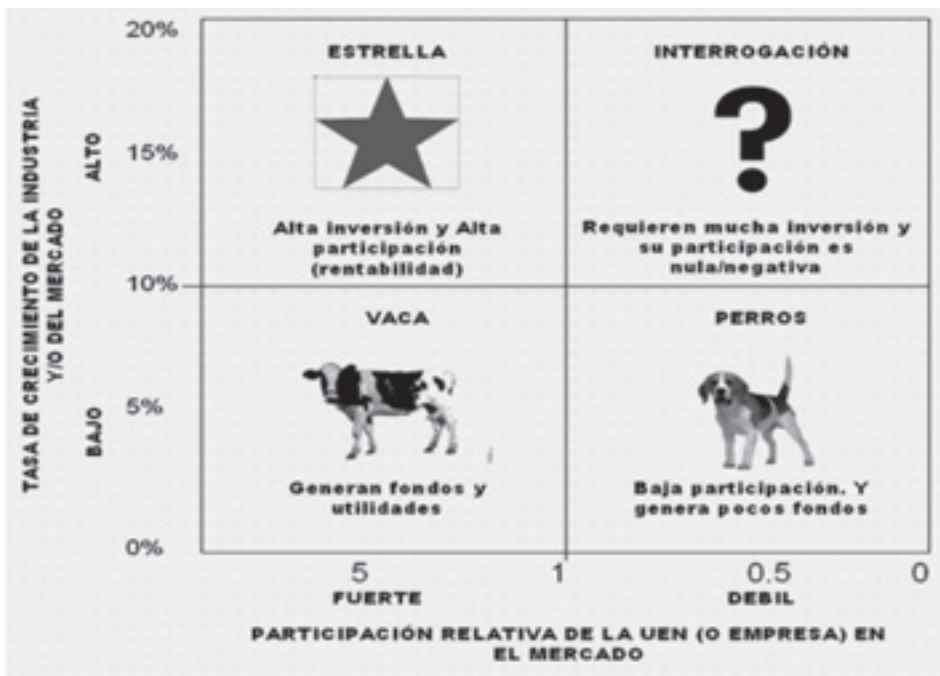 20%
ESTRELLA
INTERROGACIÓN
?
TASA DE CRECIMIENTO DE LA INDUSTRIA
Y/O DEL MERCADO
ALTO
15%
Alta inversión y Alta
participación
(rentabilidad)
Requieren mucha inversión y
su participación es
nula/negativa
10%
VACA
PERROS
BAJO
5%
Generan fondos y
utilidades
Baja participación. Y
genera pocos fondos
0%
5 1 0.5 0
FUERTE DEBIL
PARTICIPACIÓN RELATIVA DE LA UEN (O EMPRESA) EN
EL MERCADO